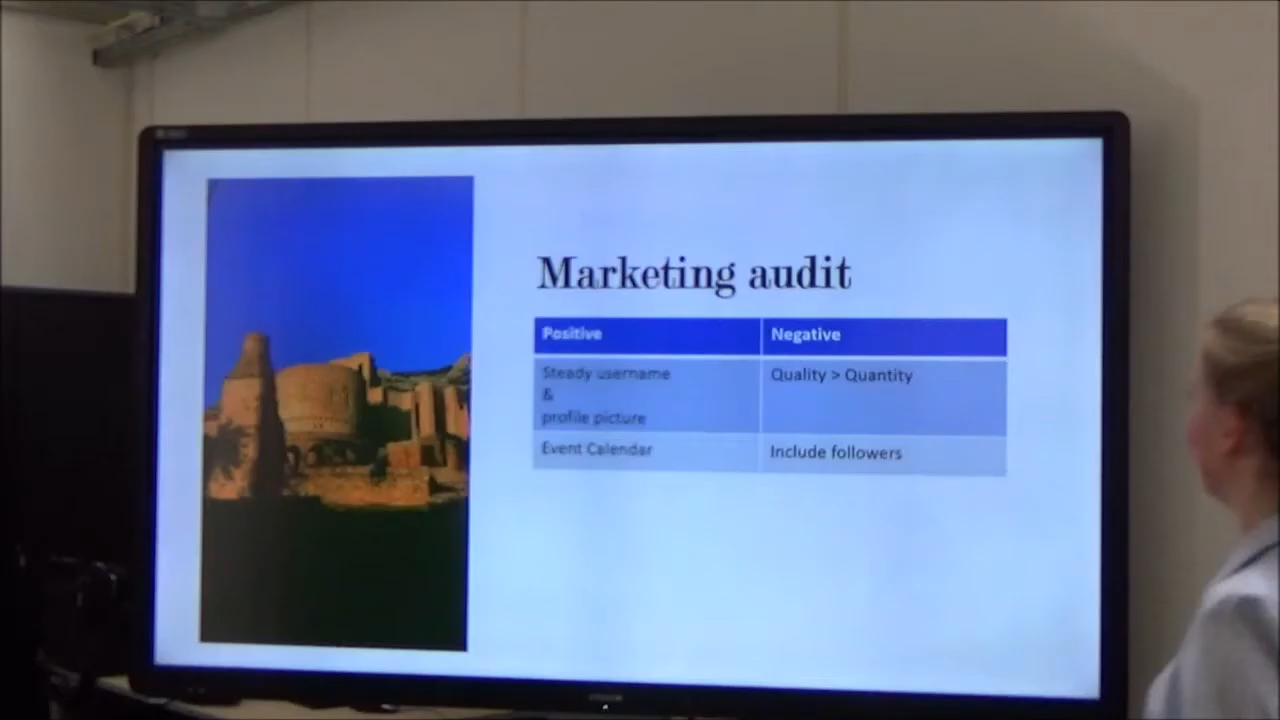 Marketing audit
Positive
Negative
Steady username
&
profile picture
Quality > Quantity
Event Calendar
Include followers